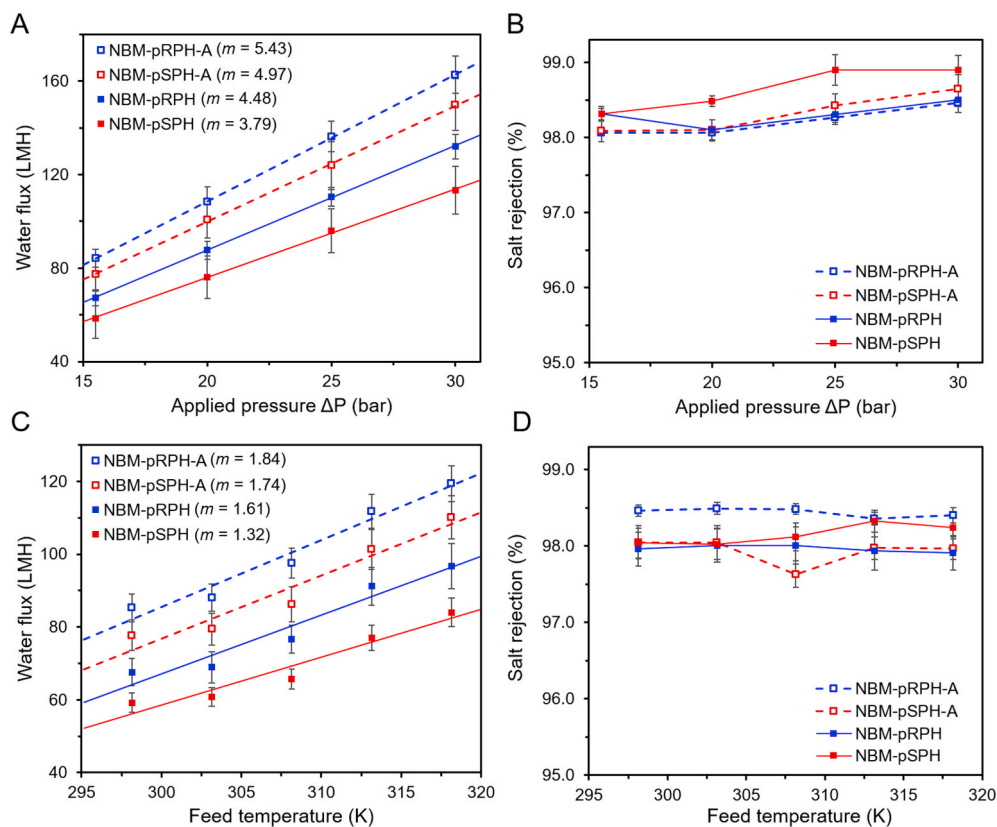 A
NBM-pRPH-A (m = 5.43)
NBM-pSPH-A (m = 4.97)
NBM-pRPH (m = 4.48)
NBM-pSPH (m = 3.79)
160
120
80
40
Water flux (LMH)
15 20 25 30
Applied pressure ΔP (bar)
B
99.0
98.0
97.0
96.0
95.0
Salt rejection (%)
NBM-pRPH-A
NBM-pSPH-A
NBM-pRPH
NBM-pSPH
15 20 25 30
Applied pressure ΔP (bar)
C
NBM-pRPH-A (m = 1.84)
NBM-pSPH-A (m = 1.74)
NBM-pRPH (m = 1.61)
NBM-pSPH (m = 1.32)
120
100
80
60
40
Water flux (LMH)
295 300 305 310 315 320
Feed temperature (K)
D
99.0
98.0
97.0
96.0
95.0
Salt rejection (%)
NBM-pRPH-A
NBM-pSPH-A
NBM-pRPH
NBM-pSPH
295 300 305 310 315 320
Feed temperature (K)